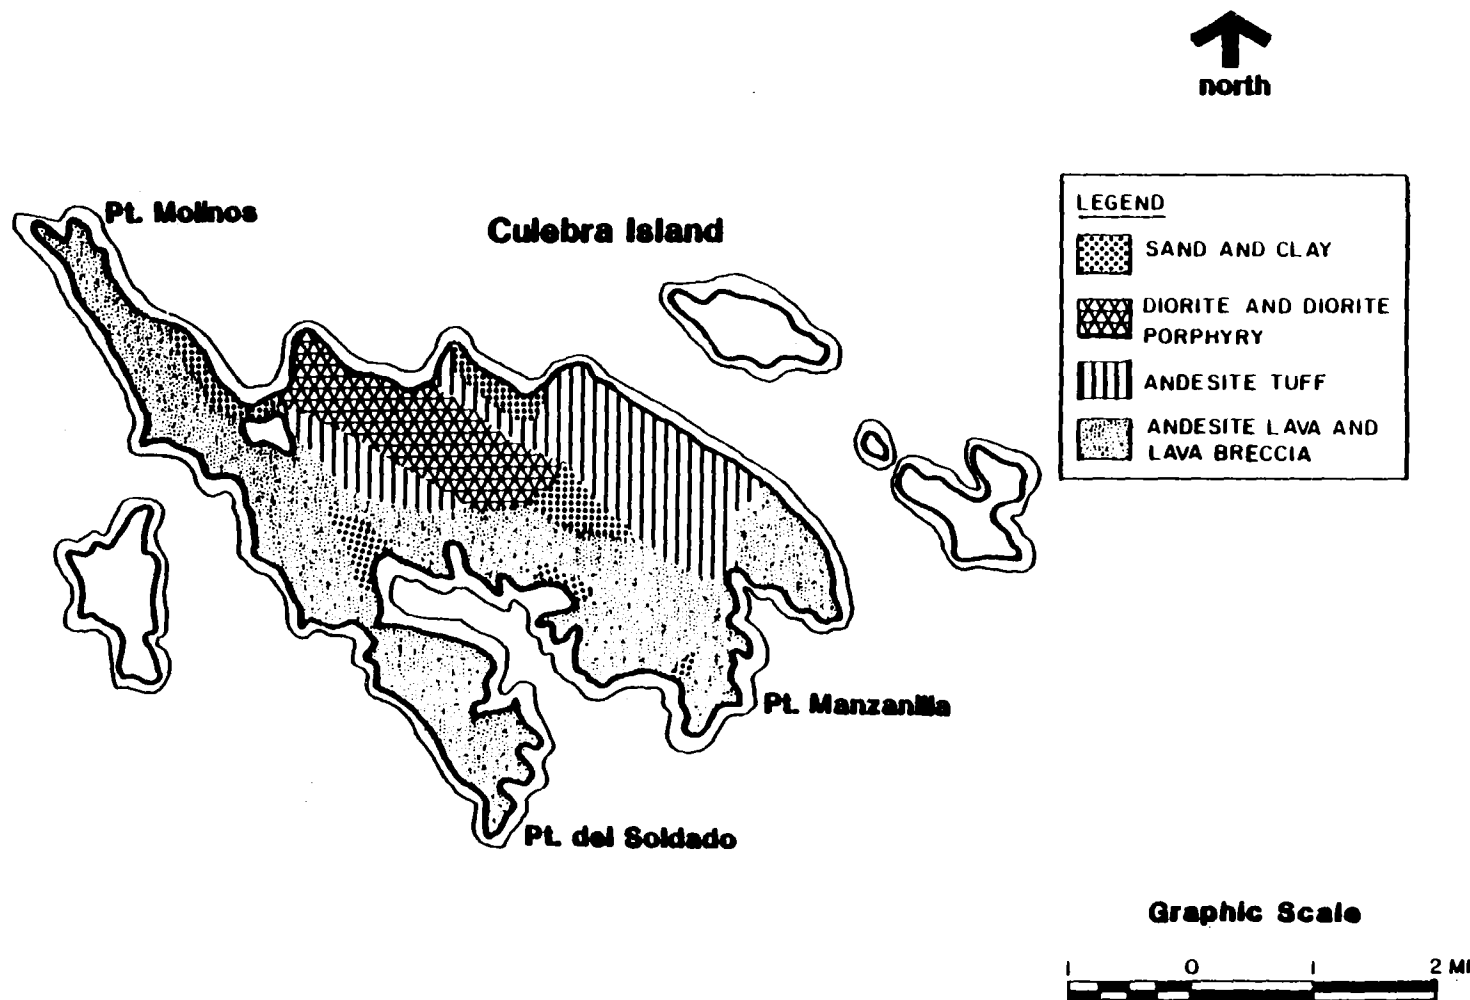 north
Pt. Molinos
Culebra Island
LEGEND
SAND AND CLAY
DIORITE AND DIORITE
PORPHYRY
ANDESITE TUFF
ANDESITE LAVA AND
LAVA BRECCIA
Pt. Manzanilla
Pt. del Soldado
Graphic Scale
1 0 1 2 MI